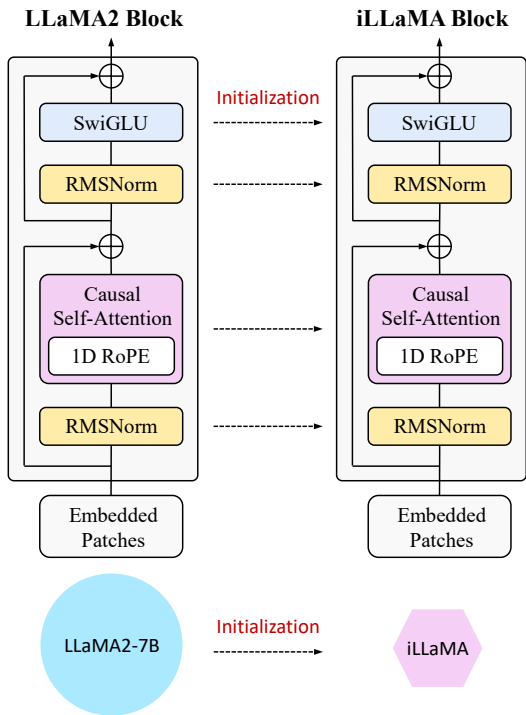 LLaMA2 Block
SwiGLU
RMSNorm
Causal
Self-Attention
1D RoPE
RMSNorm
Embedded
Patches
Initialization
iLLaMA Block
SwiGLU
RMSNorm
Causal
Self-Attention
1D RoPE
RMSNorm
Embedded
Patches
LLaMA2-7B
Initialization
iLLaMA